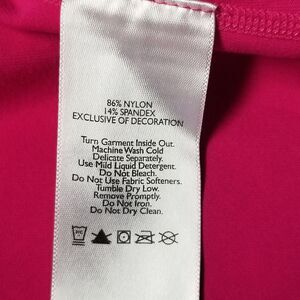 86% NYLON
14% SPANDEX
EXCLUSIVE OF DECORATION
Turn Garment Inside Out.
Machine Wash Cold
Delicate Separately.
Use Mild Liquid Detergent.
Do Not Bleach.
Do Not Use Fabric Softeners.
Tumble Dry Low.
Remove Promptly.
Do Not Iron.
Do Not Dry Clean.